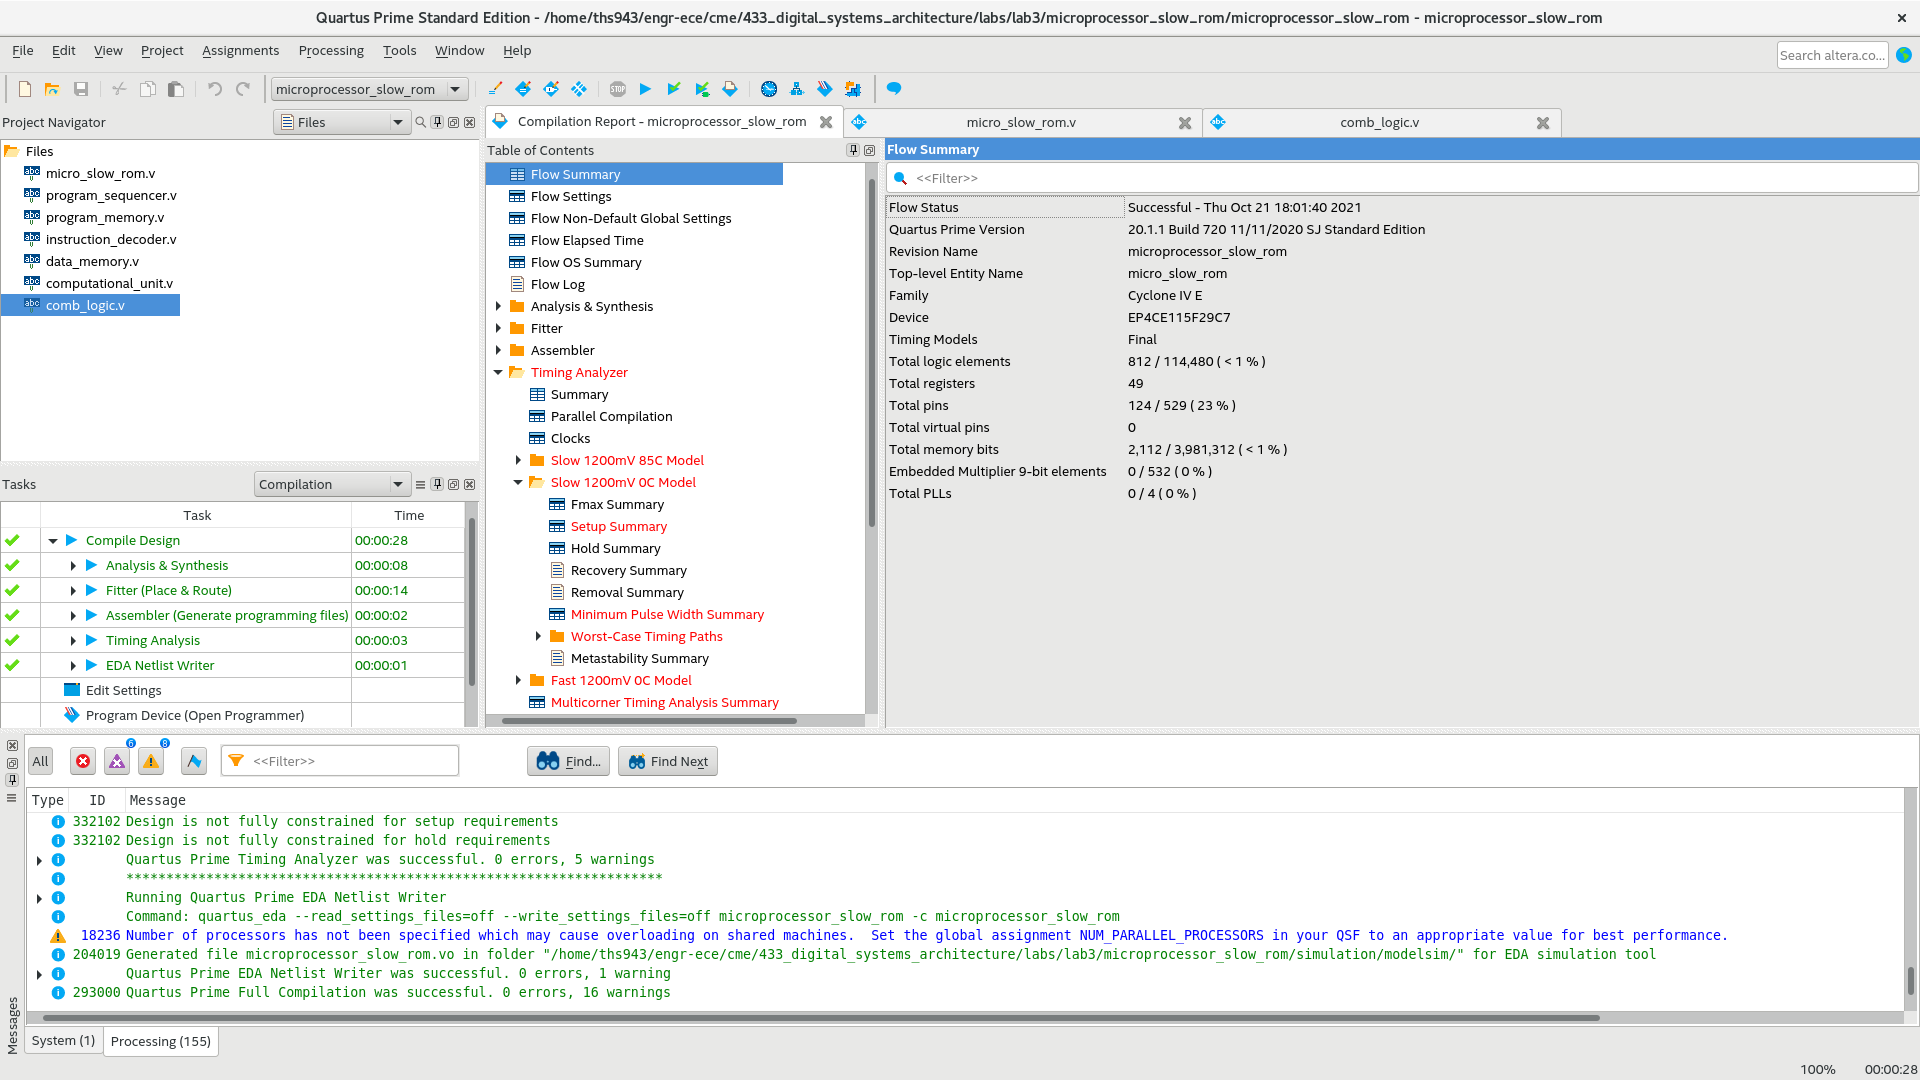 Quartus Prime Standard Edition - /home/ths943/engr-ece/cme/433_digital_systems_architecture/labs/lab3/microprocessor_slow_rom/microprocessor_slow_rom - microprocessor_slow_rom
File Edit View Project Assignments Processing Tools Window Help
Search altera.co...
microprocessor_slow_rom
STOP
Project Navigator
Files
Files
micro_slow_rom.v
program_sequencer.v
program_memory.v
instruction_decoder.v
data_memory.v
computational_unit.v
comb_logic.v
Tasks
Compilation
Task Time
Compile Design 00:00:28
Analysis & Synthesis 00:00:08
Fitter (Place & Route) 00:00:14
Assembler (Generate programming files) 00:00:02
Timing Analysis 00:00:03
EDA Netlist Writer 00:00:01
Edit Settings
Program Device (Open Programmer)
Compilation Report - microprocessor_slow_rom
micro_slow_rom.v
comb_logic.v
Table of Contents
Flow Summary
Flow Settings
Flow Non-Default Global Settings
Flow Elapsed Time
Flow OS Summary
Flow Log
Analysis & Synthesis
Fitter
Assembler
Timing Analyzer
Summary
Parallel Compilation
Clocks
Slow 1200mV 85C Model
Slow 1200mV 0C Model
Fmax Summary
Setup Summary
Hold Summary
Recovery Summary
Removal Summary
Minimum Pulse Width Summary
Worst-Case Timing Paths
Metastability Summary
Fast 1200mV 0C Model
Multicorner Timing Analysis Summary
Flow Summary
<<Filter>>
Flow Status Successful - Thu Oct 21 18:01:40 2021
Quartus Prime Version 20.1.1 Build 720 11/11/2020 SJ Standard Edition
Revision Name microprocessor_slow_rom
Top-level Entity Name micro_slow_rom
Family Cyclone IV E
Device EP4CE115F29C7
Timing Models Final
Total logic elements 812 / 114,480 ( < 1 % )
Total registers 49
Total pins 124 / 529 ( 23 % )
Total virtual pins 0
Total memory bits 2,112 / 3,981,312 ( < 1 % )
Embedded Multiplier 9-bit elements 0 / 532 ( 0 % )
Total PLLs 0 / 4 ( 0 % )
All
6
8
<<Filter>>
Find...
Find Next
Type ID Message
332102 Design is not fully constrained for setup requirements
332102 Design is not fully constrained for hold requirements
Quartus Prime Timing Analyzer was successful. 0 errors, 5 warnings
*******************************************************************
Running Quartus Prime EDA Netlist Writer
Command: quartus_eda --read_settings_files=off --write_settings_files=off microprocessor_slow_rom -c microprocessor_slow_rom
18236 Number of processors has not been specified which may cause overloading on shared machines.  Set the global assignment NUM_PARALLEL_PROCESSORS in your QSF to an appropriate value for best performance.
204019 Generated file microprocessor_slow_rom.vo in folder "/home/ths943/engr-ece/cme/433_digital_systems_architecture/labs/lab3/microprocessor_slow_rom/simulation/modelsim/" for EDA simulation tool
Quartus Prime EDA Netlist Writer was successful. 0 errors, 1 warning
293000 Quartus Prime Full Compilation was successful. 0 errors, 16 warnings
Messages
System (1)
Processing (155)
100% 00:00:28